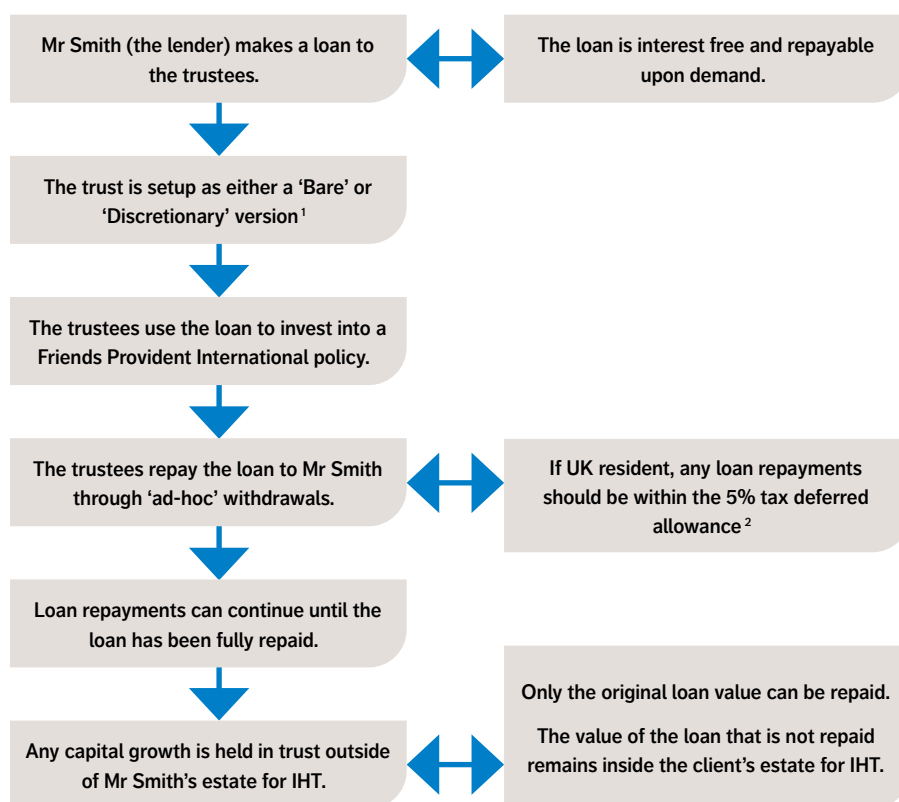 Mr Smith (the lender) makes a loan to
the trustees.
The loan is interest free and repayable
upon demand.
The trust is setup as either a ‘Bare’ or
‘Discretionary’ version¹
The trustees use the loan to invest into a
Friends Provident International policy.
The trustees repay the loan to Mr Smith
through ‘ad-hoc’ withdrawals.
If UK resident, any loan repayments
should be within the 5% tax deferred
allowance²
Loan repayments can continue until the
loan has been fully repaid.
Any capital growth is held in trust outside
of Mr Smith’s estate for IHT.
Only the original loan value can be repaid.
The value of the loan that is not repaid
remains inside the client’s estate for IHT.